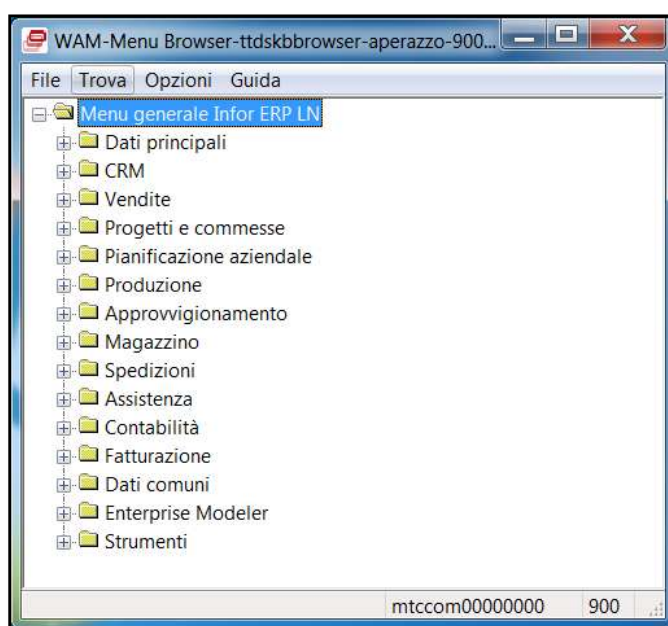 WAM-Menu Browser-ttdskbbrowser-aperazzo-900...
File Trova Opzioni Guida
Menu generale Infor ERP LN
Dati principali
CRM
Vendite
Progetti e commesse
Pianificazione aziendale
Produzione
Approvvigionamento
Magazzino
Spedizioni
Assistenza
Contabilità
Fatturazione
Dati comuni
Enterprise Modeler
Strumenti
mtccom00000000 900